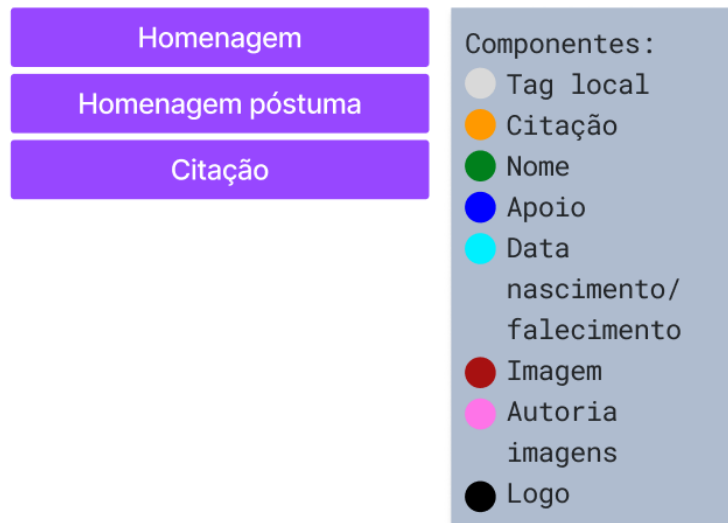 Homenagem
Homenagem póstuma
Citação
Componentes:
Tag local
Citação
Nome
Apoio
Data
nascimento/
falecimento
Imagem
Autoria
imagens
Logo